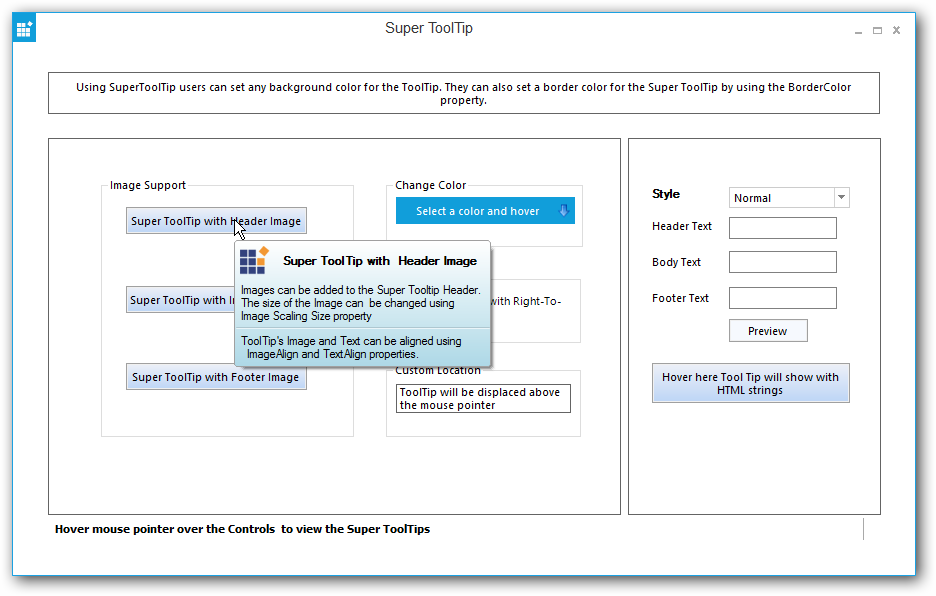 Super ToolTip
Using SuperToolTip users can set any background color for the ToolTip. They can also set a border color for the Super ToolTip by using the BorderColor
property.
Image Support
Super ToolTip with Header Image
Super ToolTip with
Super ToolTip with Footer Image
Super ToolTip with  Header Image
Images can be added to the Super Tooltip Header.
The size of the Image can  be changed using
Image Scaling Size property
ToolTip's Image and Text can be aligned using
ImageAlign and TextAlign properties.
Change Color
Select a color and hover
with Right-To-
Custom Location
ToolTip will be displaced above
the mouse pointer
Style
Normal
Header Text
Body Text
Footer Text
Preview
Hover here Tool Tip will show with
HTML strings
Hover mouse pointer over the Controls  to view the Super ToolTips